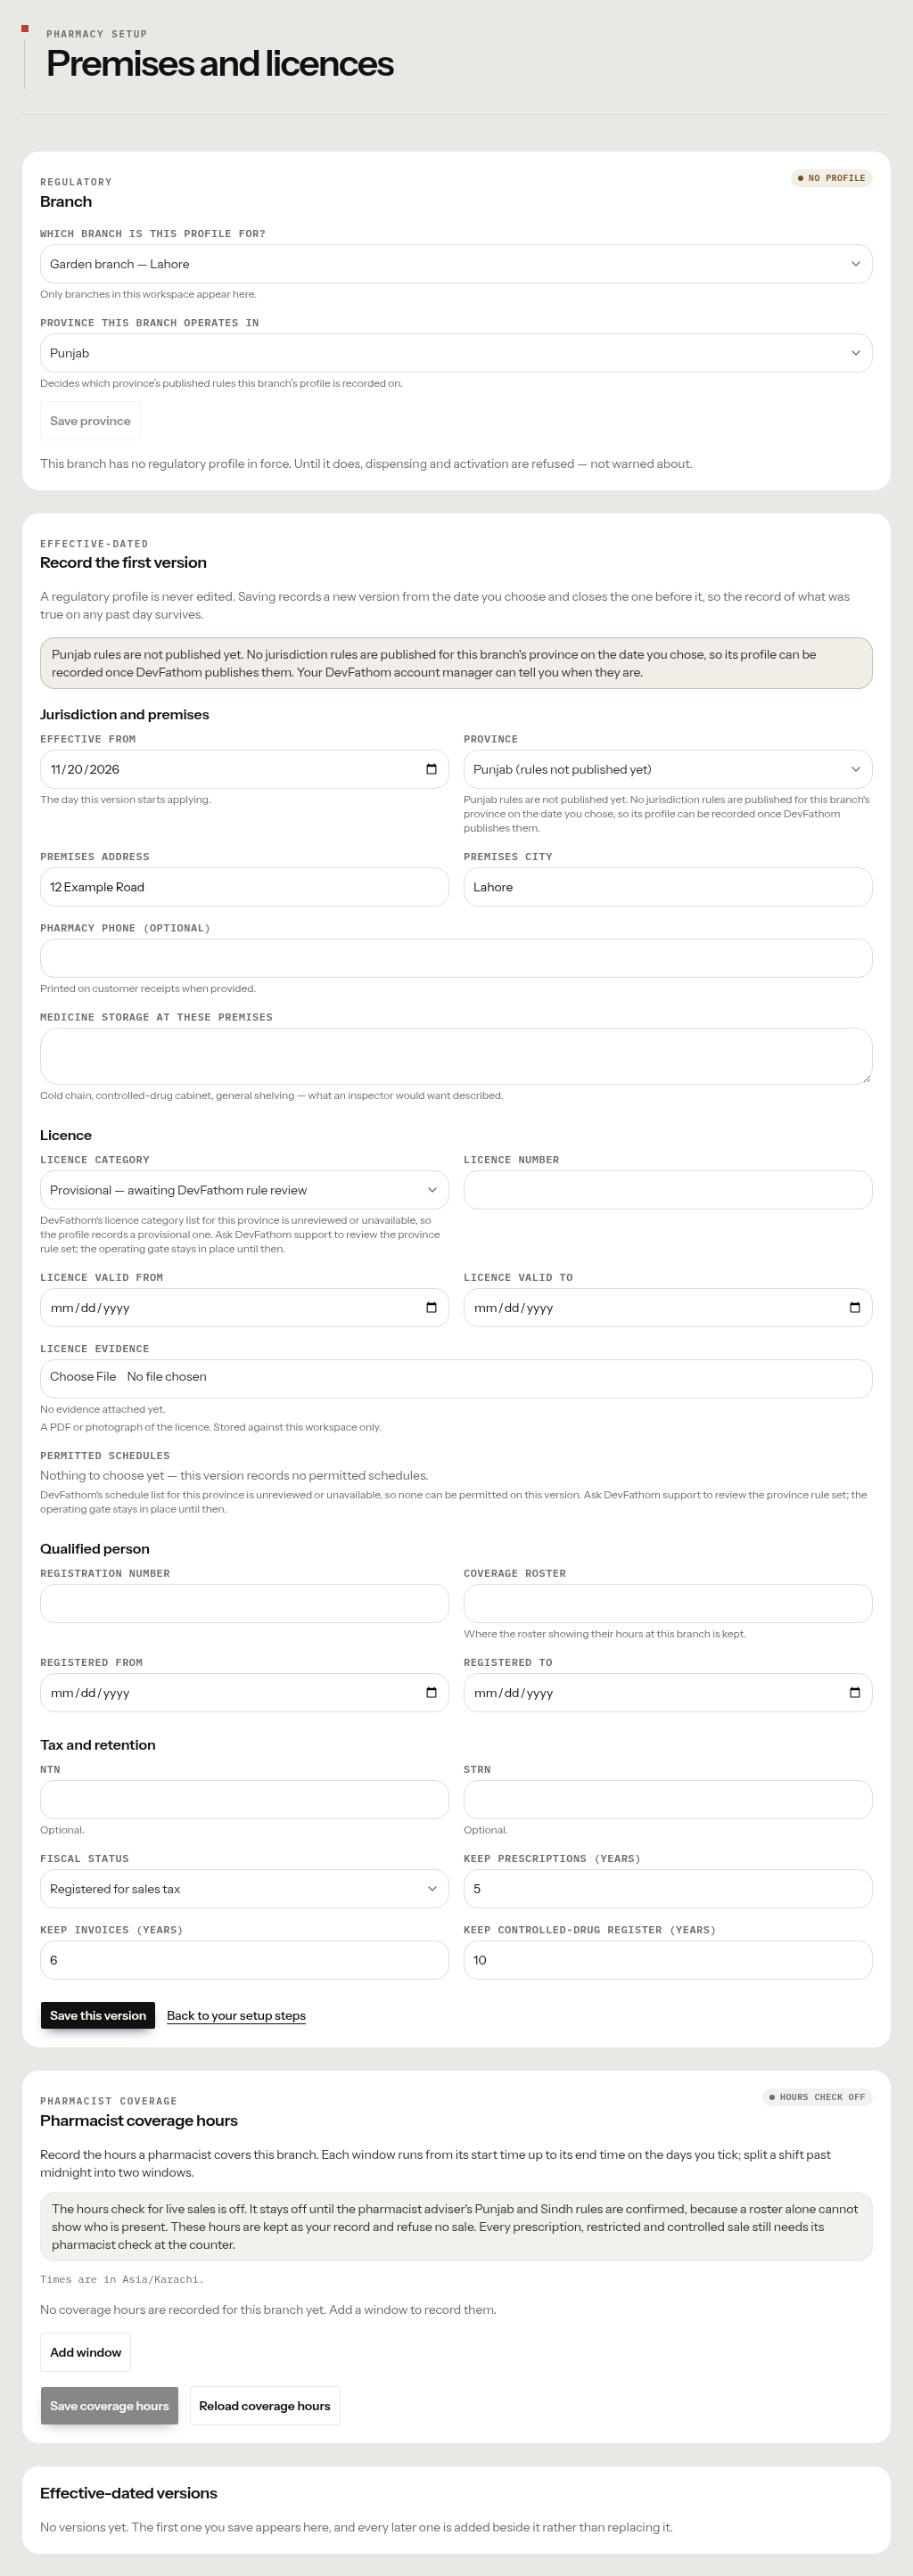 PHARMACY SETUP
Premises and licences
REGULATORY
NO PROFILE
Branch
WHICH BRANCH IS THIS PROFILE FOR?
Garden branch — Lahore
Only branches in this workspace appear here.
PROVINCE THIS BRANCH OPERATES IN
Punjab
Decides which province's published rules this branch's profile is recorded on.
Save province
This branch has no regulatory profile in force. Until it does, dispensing and activation are refused — not warned about.
EFFECTIVE-DATED
Record the first version
A regulatory profile is never edited. Saving records a new version from the date you choose and closes the one before it, so the record of what was
true on any past day survives.
Punjab rules are not published yet. No jurisdiction rules are published for this branch's province on the date you chose, so its profile can be
recorded once DevFathom publishes them. Your DevFathom account manager can tell you when they are.
Jurisdiction and premises
EFFECTIVE FROM
PROVINCE
11/20/2026
Punjab (rules not published yet)
The day this version starts applying.
Punjab rules are not published yet. No jurisdiction rules are published for this branch's
province on the date you chose, so its profile can be recorded once DevFathom
publishes them.
PREMISES ADDRESS
PREMISES CITY
12 Example Road
Lahore
PHARMACY PHONE (OPTIONAL)
Printed on customer receipts when provided.
MEDICINE STORAGE AT THESE PREMISES
Cold chain, controlled-drug cabinet, general shelving — what an inspector would want described.
Licence
LICENCE CATEGORY
LICENCE NUMBER
Provisional — awaiting DevFathom rule review
DevFathom's licence category list for this province is unreviewed or unavailable, so
the profile records a provisional one. Ask DevFathom support to review the province
rule set; the operating gate stays in place until then.
LICENCE VALID FROM
LICENCE VALID TO
mm/dd/yyyy
mm/dd/yyyy
LICENCE EVIDENCE
Choose File No file chosen
No evidence attached yet.
A PDF or photograph of the licence. Stored against this workspace only.
PERMITTED SCHEDULES
Nothing to choose yet — this version records no permitted schedules.
DevFathom's schedule list for this province is unreviewed or unavailable, so none can be permitted on this version. Ask DevFathom support to review the province rule set; the
operating gate stays in place until then.
Qualified person
REGISTRATION NUMBER
COVERAGE ROSTER
Where the roster showing their hours at this branch is kept.
REGISTERED FROM
REGISTERED TO
mm/dd/yyyy
mm/dd/yyyy
Tax and retention
NTN
STRN
Optional.
Optional.
FISCAL STATUS
KEEP PRESCRIPTIONS (YEARS)
Registered for sales tax
5
KEEP INVOICES (YEARS)
KEEP CONTROLLED-DRUG REGISTER (YEARS)
6
10
Save this version
Back to your setup steps
PHARMACIST COVERAGE
HOURS CHECK OFF
Pharmacist coverage hours
Record the hours a pharmacist covers this branch. Each window runs from its start time up to its end time on the days you tick; split a shift past
midnight into two windows.
The hours check for live sales is off. It stays off until the pharmacist adviser's Punjab and Sindh rules are confirmed, because a roster alone cannot
show who is present. These hours are kept as your record and refuse no sale. Every prescription, restricted and controlled sale still needs its
pharmacist check at the counter.
Times are in Asia/Karachi.
No coverage hours are recorded for this branch yet. Add a window to record them.
Add window
Save coverage hours
Reload coverage hours
Effective-dated versions
No versions yet. The first one you save appears here, and every later one is added beside it rather than replacing it.